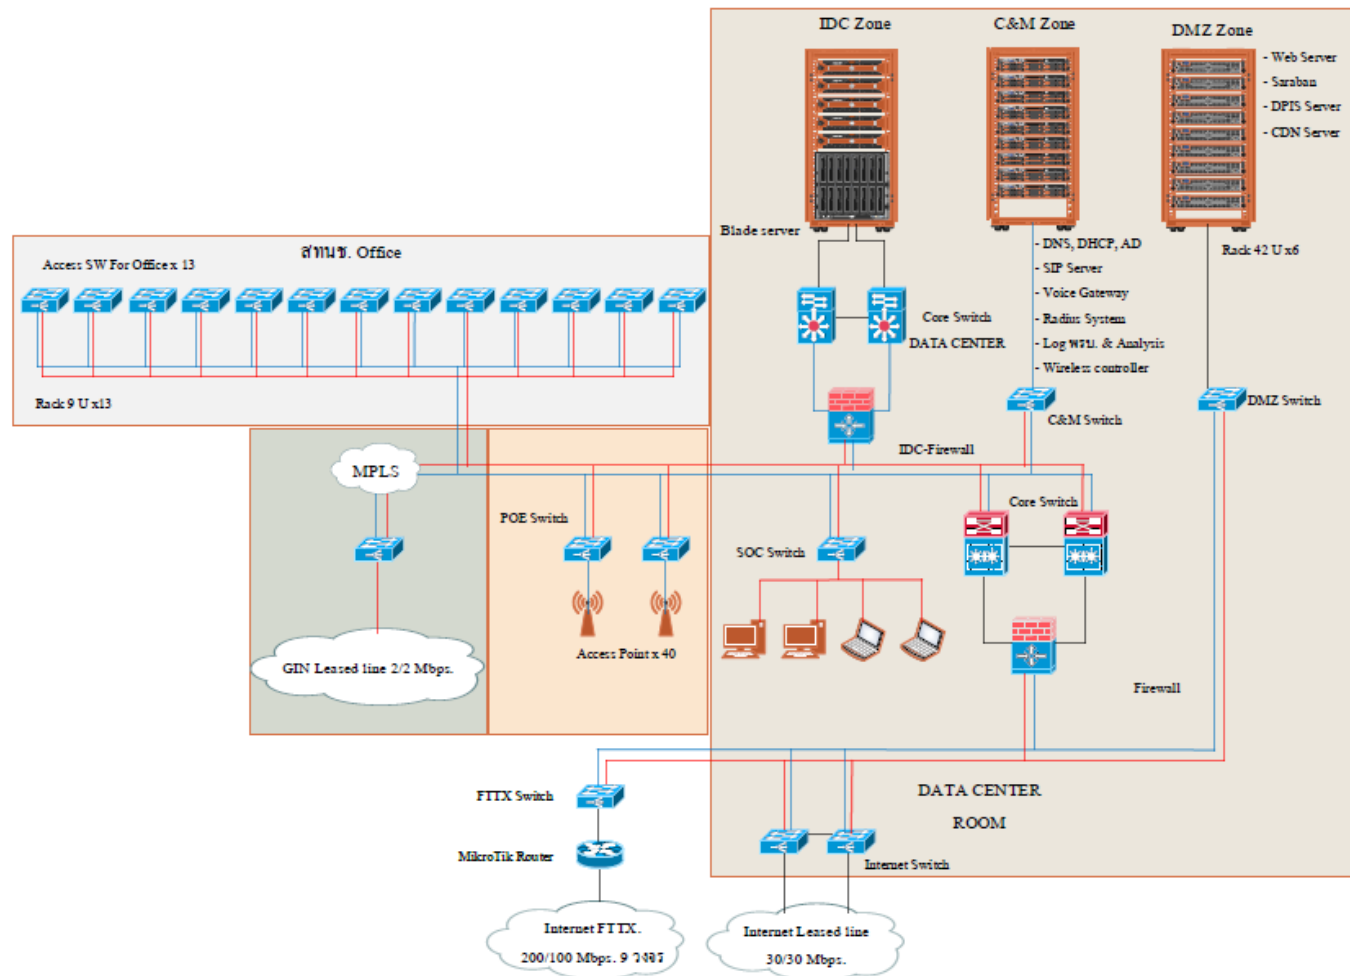 IDC Zone
C&M Zone
DMZ Zone
- Web Server
- Saraban
- DPIS Server
- CDN Server
Blade server
Rack 42 U x6
- DNS, DHCP, AD
- SIP Server
- Voice Gateway
- Radius System
- Log พรบ. & Analysis
- Wireless controller
สทนช. Office
Access SW For Office x 13
Rack 9 U x13
Core Switch
DATA CENTER
C&M Switch
DMZ Switch
IDC-Firewall
MPLS
POE Switch
SOC Switch
Core Switch
GIN Leased line 2/2 Mbps.
Access Point x 40
Firewall
FTTX Switch
DATA CENTER
ROOM
MikroTik Router
Internet Switch
Internet FTTX.
200/100 Mbps. 9 วงจร
Internet Leased line
30/30 Mbps.